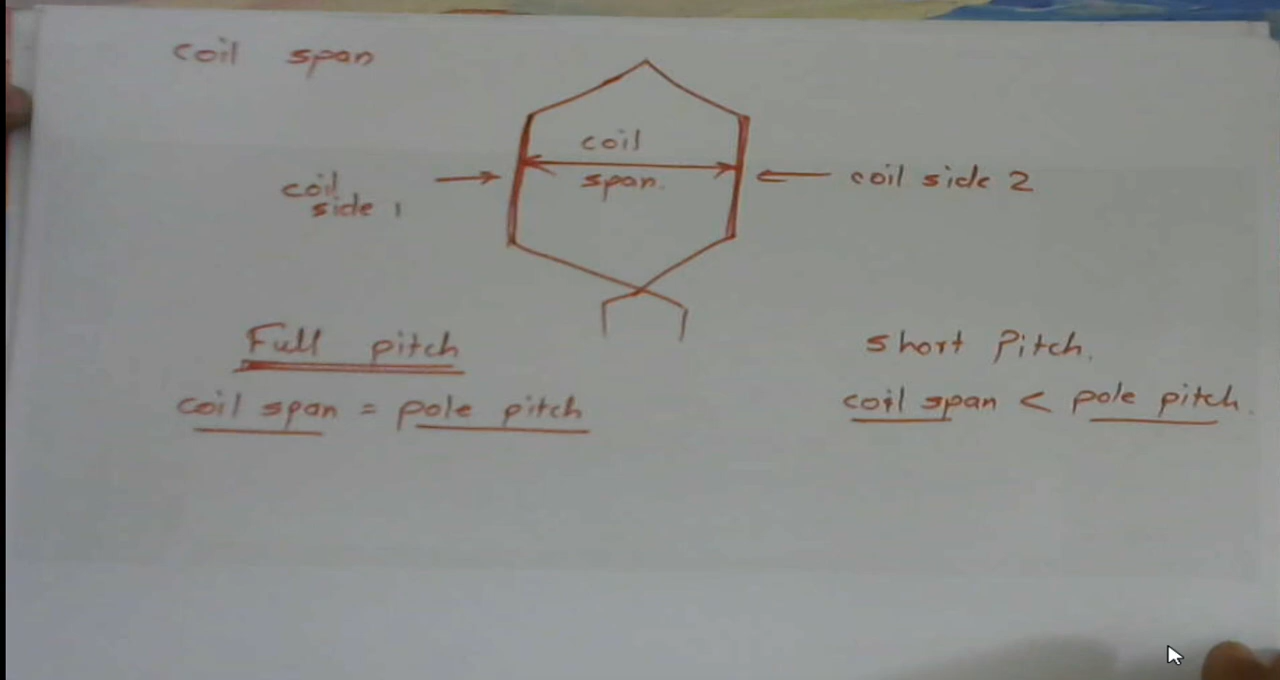 coil span
coil
span.
coil
side 1
coil side 2
Full pitch
coil span = pole pitch
short Pitch.
coil span < pole pitch.